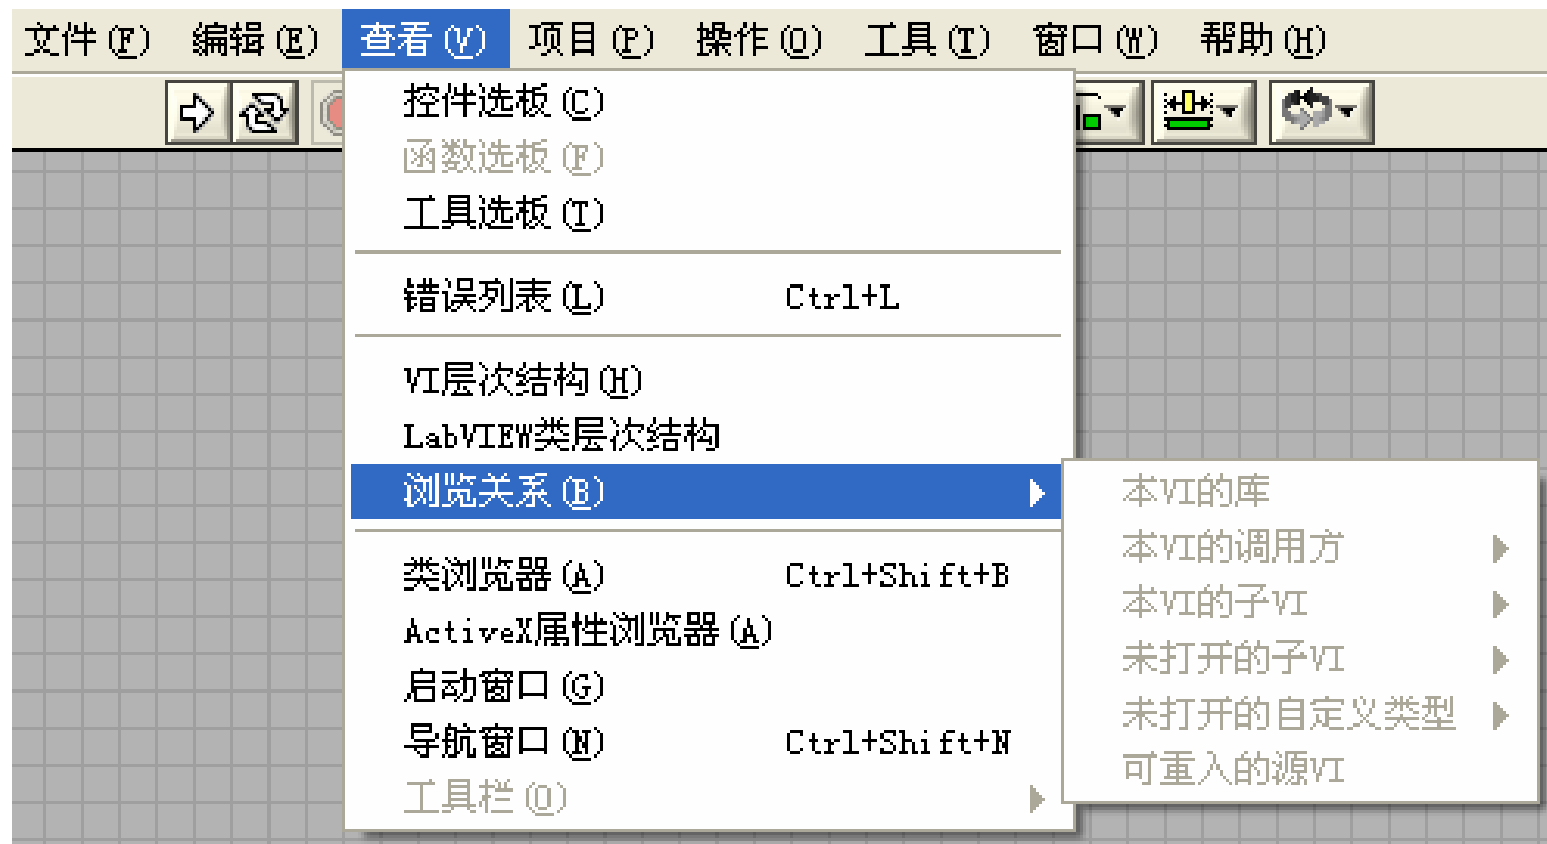 文件(F) 编辑(E) 查看(V) 项目(P) 操作(O) 工具(T) 窗口(W) 帮助(H)
控件选板(C)
函数选板(F)
工具选板(T)
错误列表(L) Ctrl+L
VI层次结构(H)
LabVIEW类层次结构
浏览关系(B)
本VI的库
本VI的调用方
本VI的子VI
未打开的子VI
未打开的自定义类型
可重入的源VI
类浏览器(A) Ctrl+Shift+B
ActiveX属性浏览器(A)
启动窗口(G)
导航窗口(N) Ctrl+Shift+N
工具栏(O)